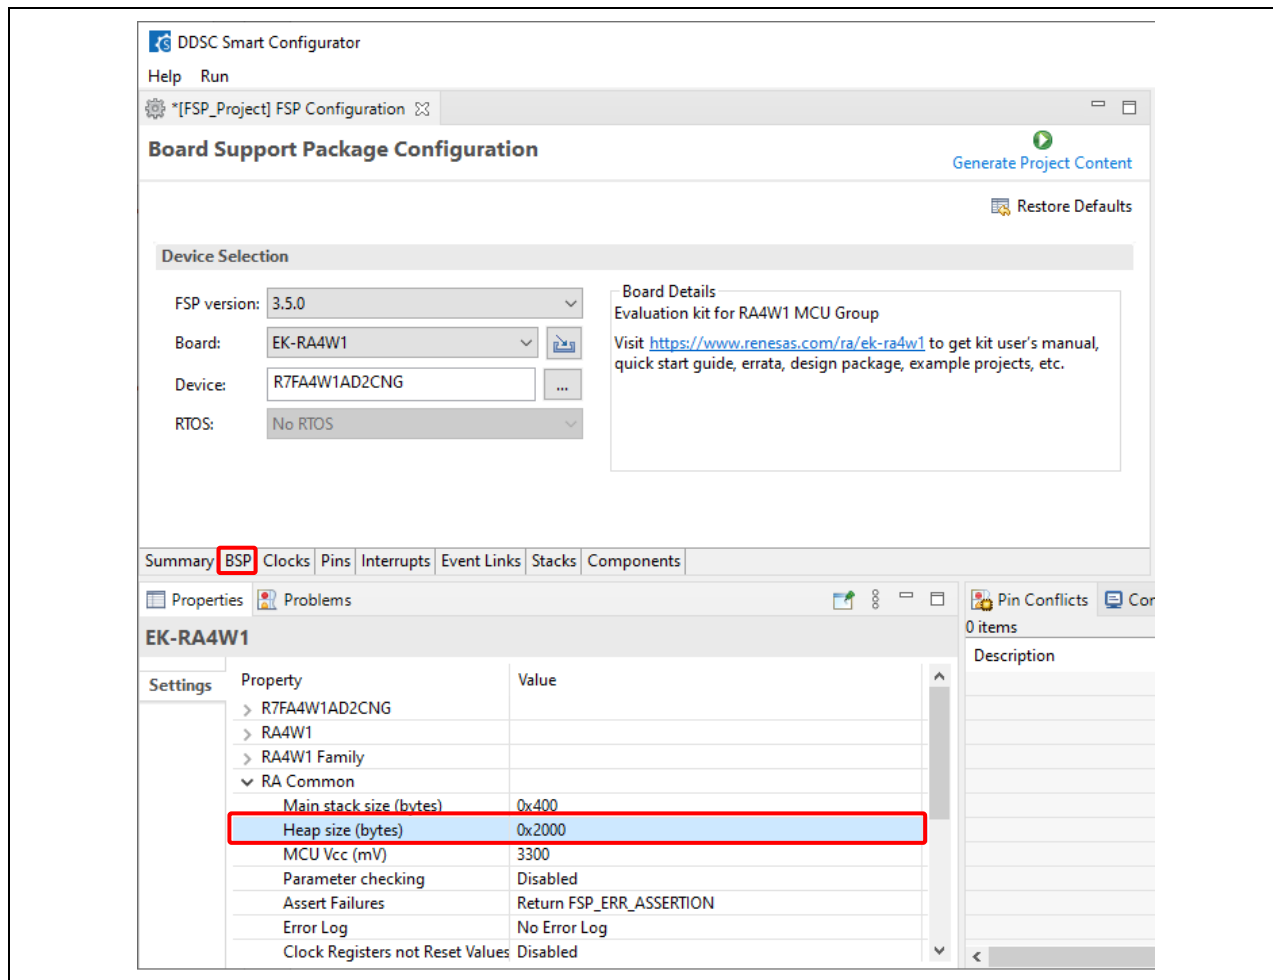 DDSC Smart Configurator
Help Run
*[FSP_Project] FSP Configuration
Board Support Package Configuration
Generate Project Content
Restore Defaults
Device Selection
FSP version: 3.5.0
Board: EK-RA4W1
Device: R7FA4W1AD2CNG ...
RTOS: No RTOS
Board Details
Evaluation kit for RA4W1 MCU Group
Visit https://www.renesas.com/ra/ek-ra4w1 to get kit user's manual,
quick start guide, errata, design package, example projects, etc.
Summary BSP Clocks Pins Interrupts Event Links Stacks Components
Properties Problems
EK-RA4W1
Settings
Property Value
R7FA4W1AD2CNG
RA4W1
RA4W1 Family
RA Common
Main stack size (bytes) 0x400
Heap size (bytes) 0x2000
MCU Vcc (mV) 3300
Parameter checking Disabled
Assert Failures Return FSP_ERR_ASSERTION
Error Log No Error Log
Clock Registers not Reset Values Disabled
Pin Conflicts Cor
0 items
Description